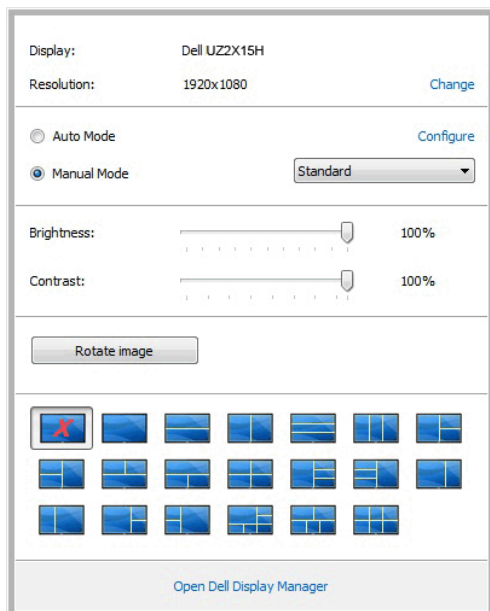 Display: Dell UZ2X15H
Resolution: 1920x1080 Change
Auto Mode Configure
Manual Mode Standard
Brightness: 100%
Contrast: 100%
Rotate image
Open Dell Display Manager